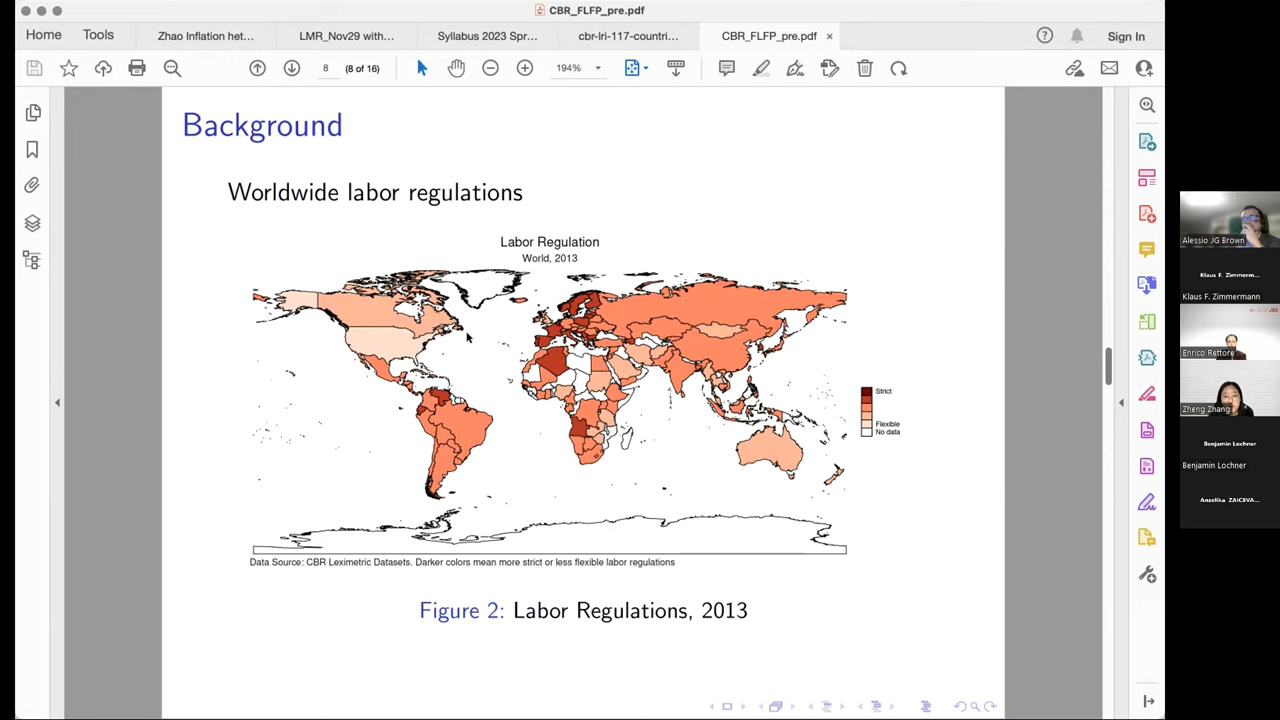 CBR_FLFP_pre.pdf
Home Tools Zhao Inflation het... LMR_Nov29 with... Syllabus 2023 Spr... cbr-lri-117-countri... CBR_FLFP_pre.pdf × Sign In
8 (8 of 16) 194%
Background
Worldwide labor regulations
Labor Regulation
World, 2013
Strict
Flexible
No data
Data Source: CBR Leximetric Datasets. Darker colors mean more strict or less flexible labor regulations
Figure 2: Labor Regulations, 2013
Alessio JG Brown
Klaus F. Zimmerm...
Klaus F. Zimmermann
Enrico Rettore
Zheng Zhang
Benjamin Lochner
Benjamin Lochner